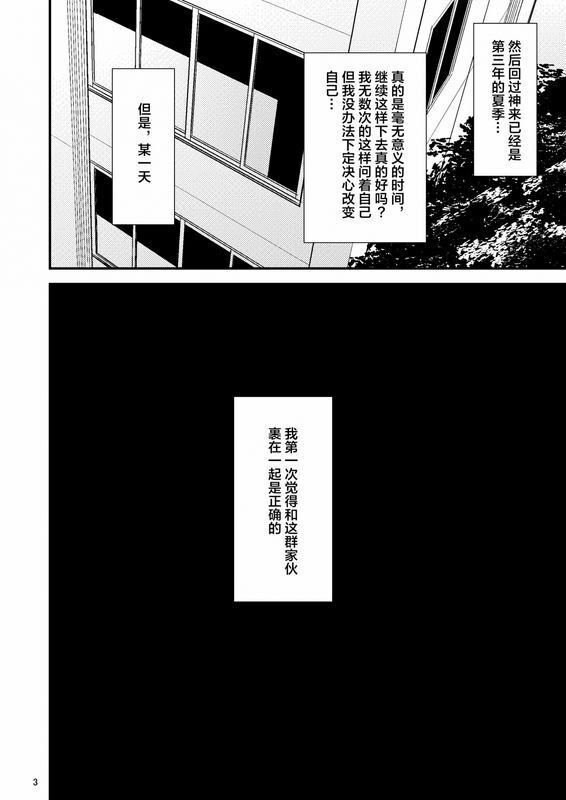 然后回过神来已经是
第三年的夏季…
真的是毫无意义的时间，
继续这样下去真的好吗？
我无数次的这样问着自己
但我没办法下定决心改变
自己…
但是，某一天
我第一次觉得和这群家伙
裹在一起是正确的
3